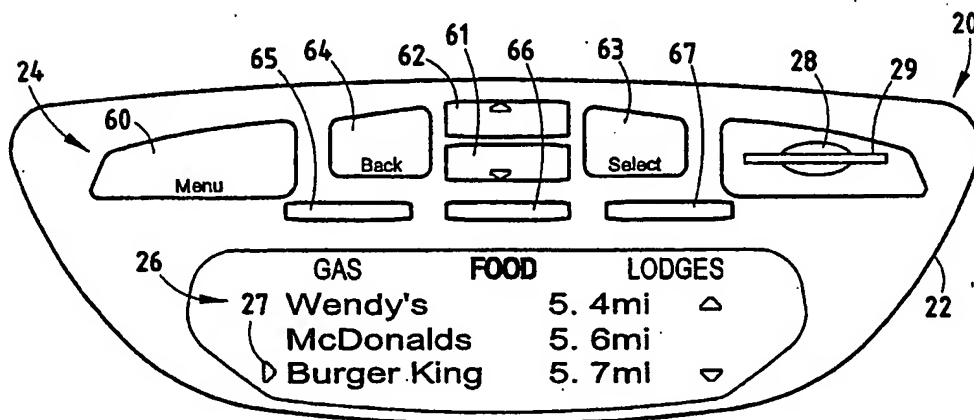 61
65 64 62 66 63 67 28 29 20
24
60
Menu
Back
Select
26
27
22
GAS FOOD LODGES
Wendy's 5. 4mi
McDonalds 5. 6mi
Burger King 5. 7mi